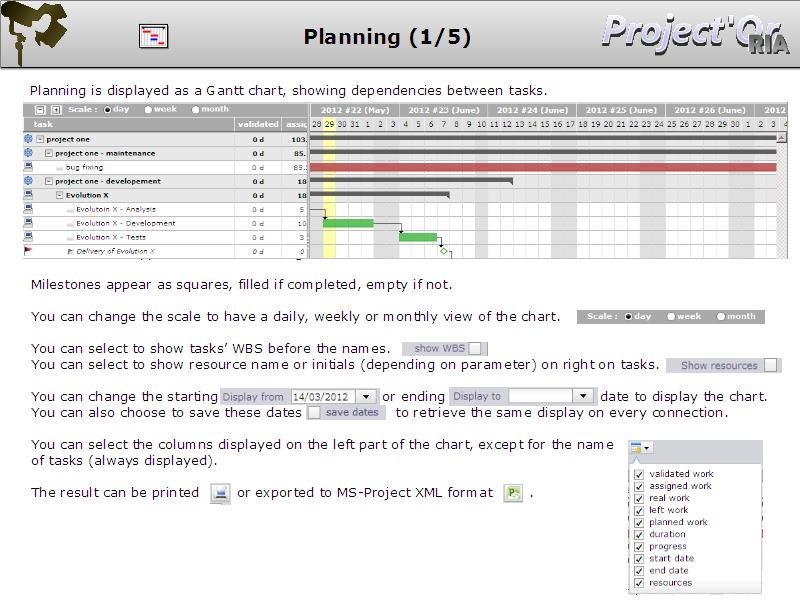 Planning (1/5)
Project'Or
RIA
Planning is displayed as a Gantt chart, showing dependencies between tasks.
Scale : day week month
2012 #22 (May) 2012 #23 (June) 2012 #24 (June) 2012 #25 (June) 2012 #26 (June) 2012
task validated assig
28 29 30 31 1 2 3 4 5 6 7 8 9 10 11 12 13 14 15 16 17 18 19 20 21 22 23 24 25 26 27 28 29 30 1 2 3 4
project one 0 d 103.
project one - maintenance 0 d 85.
bug fixing 0 d 85.
project one - developement 0 d 18
Evolution X 0 d 18
Evolutoin X - Analysis 0 d 5
Evolution X - Development 0 d 10
Evolution X - Tests 0 d 3
Delivery of Evolution X 0 d 0
Milestones appear as squares, filled if completed, empty if not.
You can change the scale to have a daily, weekly or monthly view of the chart. Scale : day week month
You can select to show tasks’ WBS before the names. show WBS
You can select to show resource name or initials (depending on parameter) on right on tasks. Show resources
You can change the starting Display from 14/03/2012 or ending Display to date to display the chart.
You can also choose to save these dates save dates to retrieve the same display on every connection.
You can select the columns displayed on the left part of the chart, except for the name
of tasks (always displayed).
The result can be printed or exported to MS-Project XML format .
validated work
assigned work
real work
left work
planned work
duration
progress
start date
end date
resources